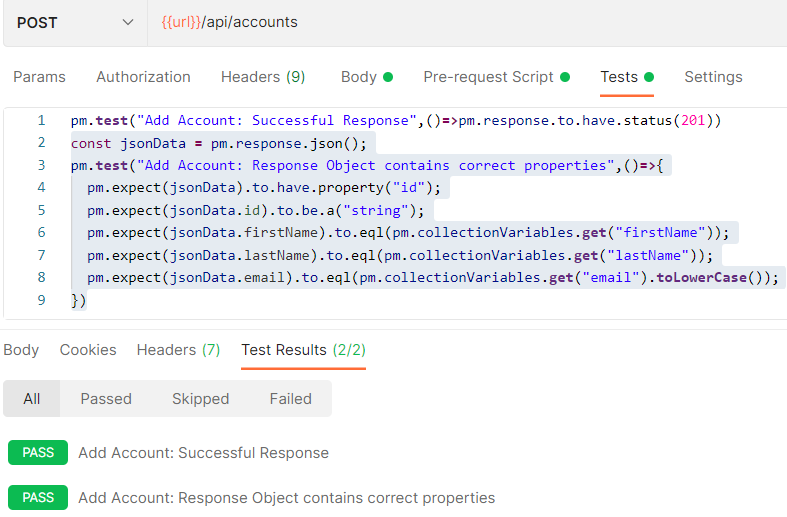 POST {{url}}/api/accounts
Params Authorization Headers (9) Body Pre-request Script Tests Settings
1 pm.test("Add Account: Successful Response",()=>pm.response.to.have.status(201))
2 const jsonData = pm.response.json();
3 pm.test("Add Account: Response Object contains correct properties",()=>{
4 pm.expect(jsonData).to.have.property("id");
5 pm.expect(jsonData.id).to.be.a("string");
6 pm.expect(jsonData.firstName).to.eql(pm.collectionVariables.get("firstName"));
7 pm.expect(jsonData.lastName).to.eql(pm.collectionVariables.get("lastName"));
8 pm.expect(jsonData.email).to.eql(pm.collectionVariables.get("email").toLowerCase());
9 })
Body Cookies Headers (7) Test Results (2/2)
All Passed Skipped Failed
PASS Add Account: Successful Response
PASS Add Account: Response Object contains correct properties